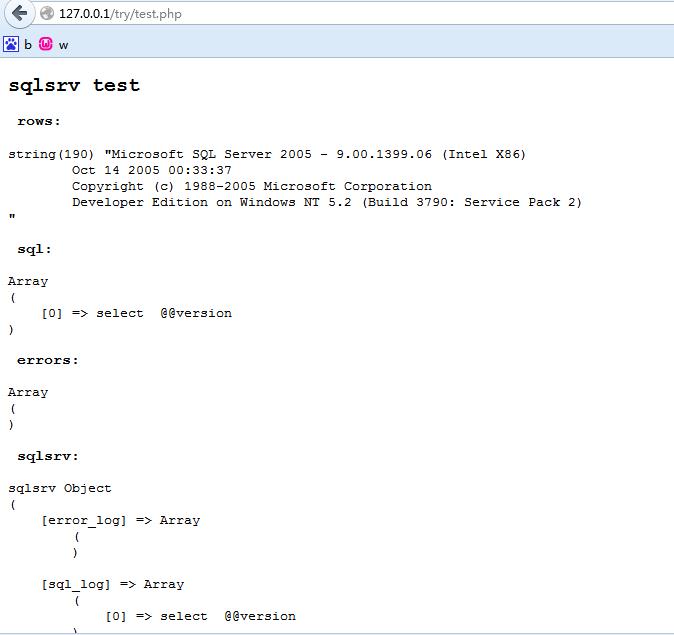 127.0.0.1/try/test.php
b w
sqlsrv test
rows:
string(190) "Microsoft SQL Server 2005 - 9.00.1399.06 (Intel X86)
Oct 14 2005 00:33:37
Copyright (c) 1988-2005 Microsoft Corporation
Developer Edition on Windows NT 5.2 (Build 3790: Service Pack 2)
"
sql:
Array
(
[0] => select  @@version
)
errors:
Array
(
)
sqlsrv:
sqlsrv Object
(
[error_log] => Array
(
)
[sql_log] => Array
(
[0] => select  @@version
)